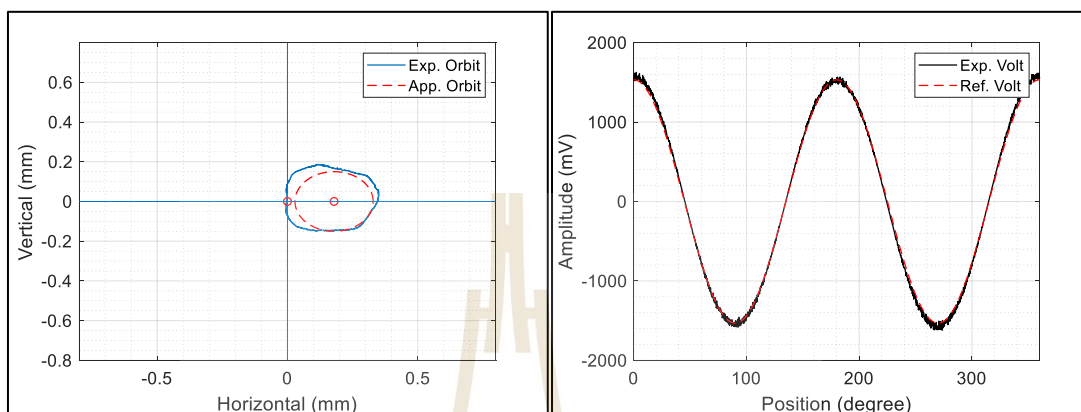 Exp. Orbit
App. Orbit
0.6
0.4
0.2
0
-0.2
-0.4
-0.6
-0.8
-0.5
0
0.5
Vertical (mm)
Horizontal (mm)
Exp. Volt
Ref. Volt
2000
1000
0
-1000
-2000
0
100
200
300
Amplitude (mV)
Position (degree)